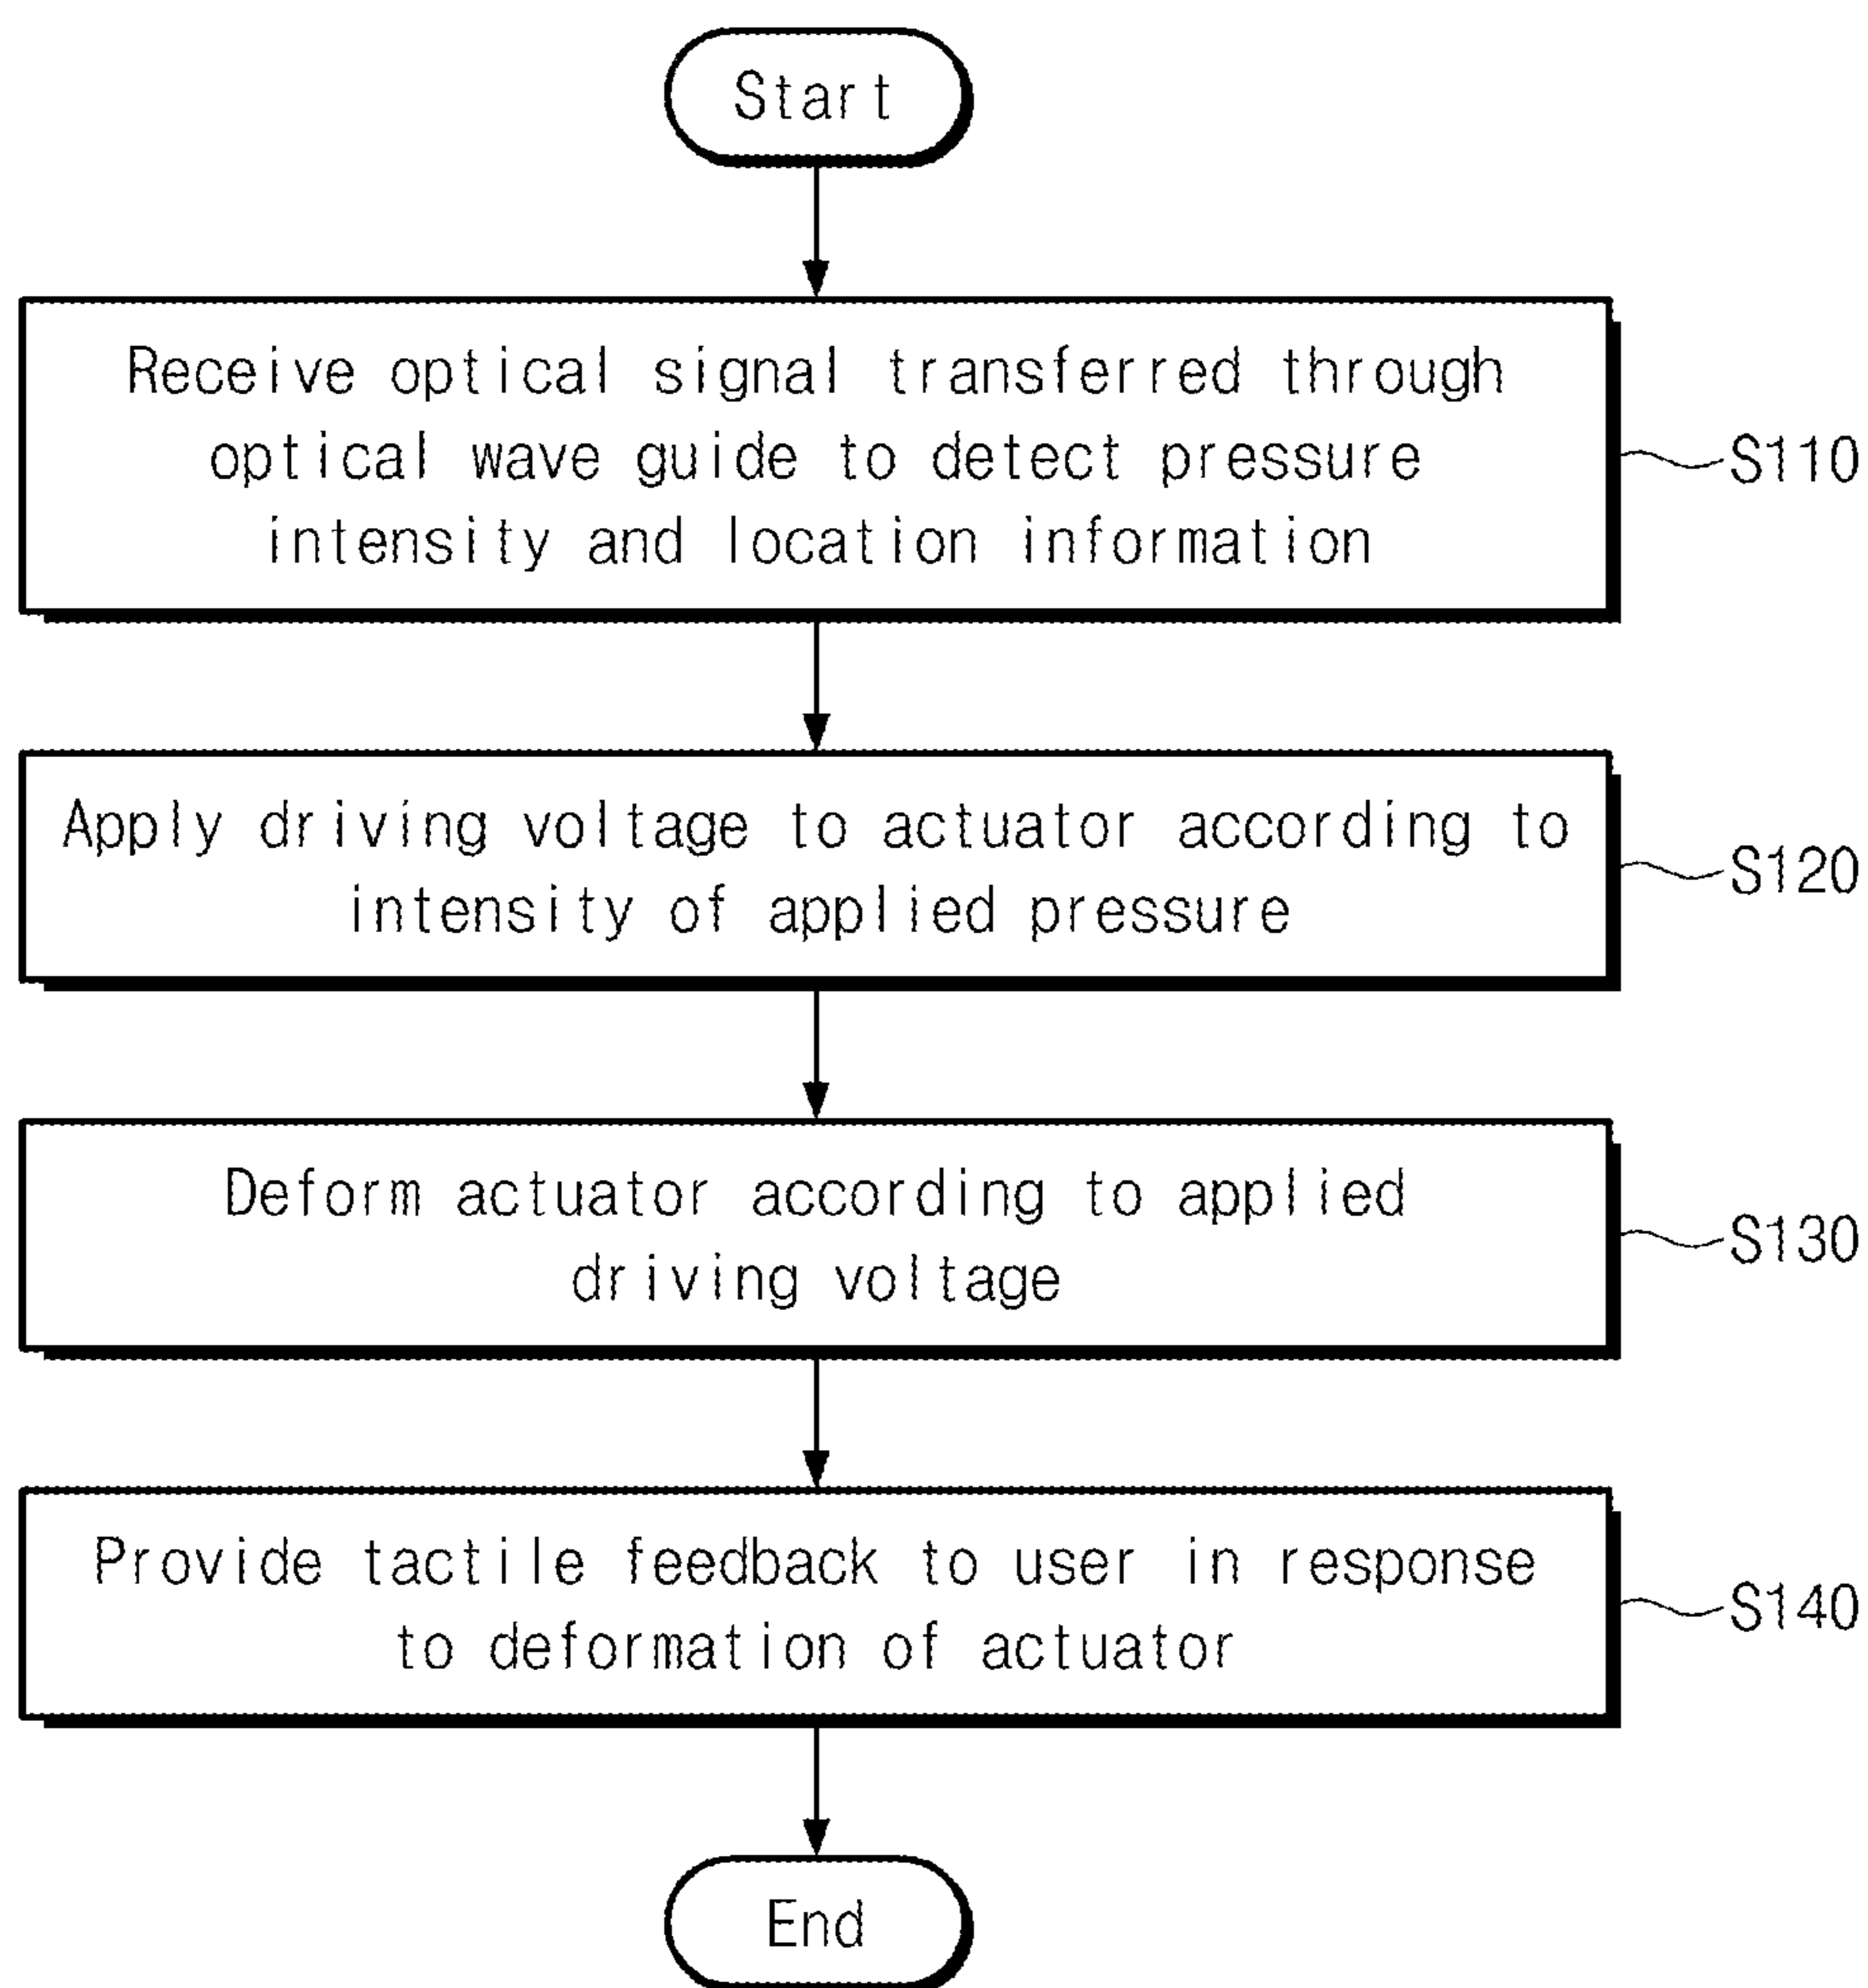 Start
Receive optical signal transferred through
optical wave guide to detect pressure
intensity and location information
S110
Apply driving voltage to actuator according to
intensity of applied pressure
S120
Deform actuator according to applied
driving voltage
S130
Provide tactile feedback to user in response
to deformation of actuator
S140
End